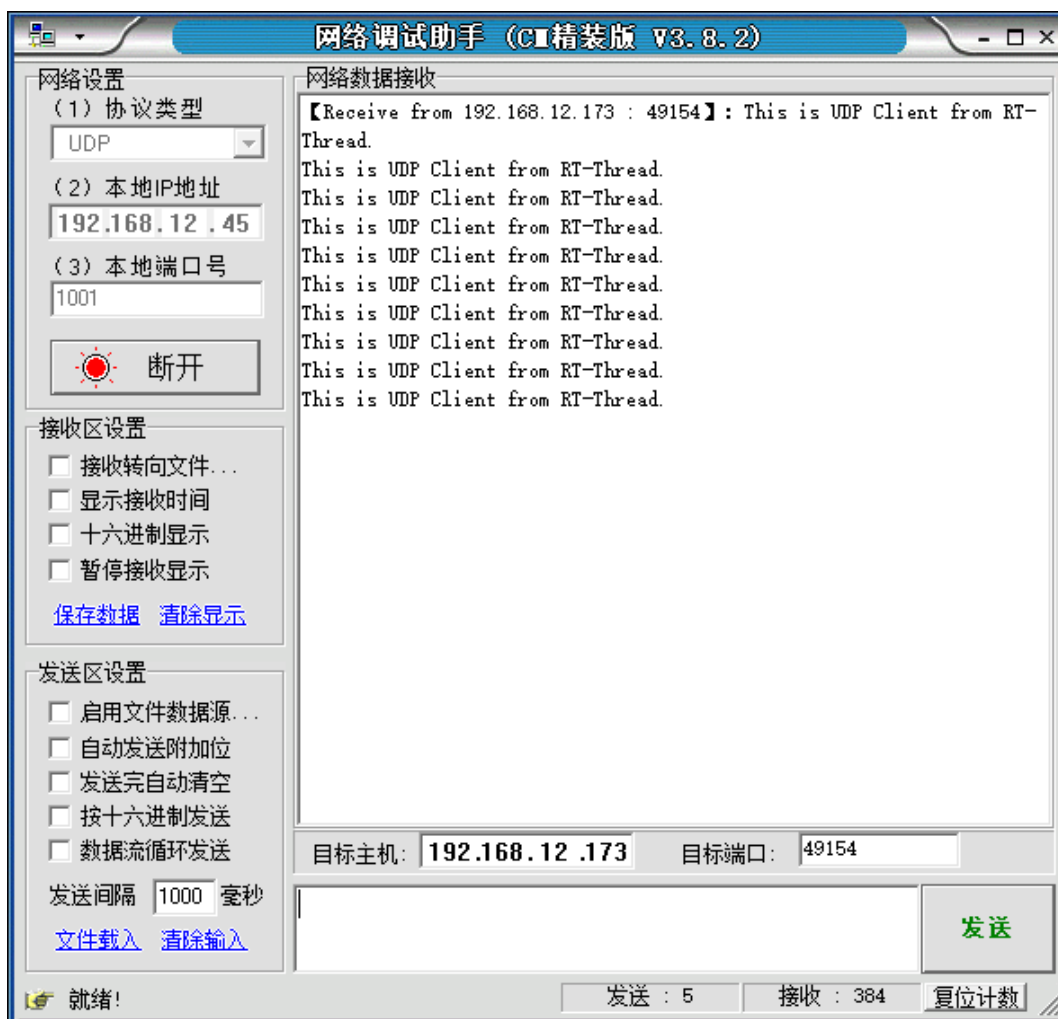 网络调试助手 (CⅡ精装版 V3.8.2)
网络设置
(1) 协议类型
UDP
(2) 本地IP地址
192.168.12.45
(3) 本地端口号
1001
断开
接收区设置
接收转向文件...
显示接收时间
十六进制显示
暂停接收显示
保存数据 清除显示
发送区设置
启用文件数据源...
自动发送附加位
发送完自动清空
按十六进制发送
数据流循环发送
发送间隔 1000 毫秒
文件载入 清除输入
网络数据接收
【Receive from 192.168.12.173 : 49154】: This is UDP Client from RT-
Thread.
This is UDP Client from RT-Thread.
This is UDP Client from RT-Thread.
This is UDP Client from RT-Thread.
This is UDP Client from RT-Thread.
This is UDP Client from RT-Thread.
This is UDP Client from RT-Thread.
This is UDP Client from RT-Thread.
This is UDP Client from RT-Thread.
This is UDP Client from RT-Thread.
目标主机: 192.168.12.173 目标端口: 49154
发送
就绪! 发送 : 5 接收 : 384 复位计数